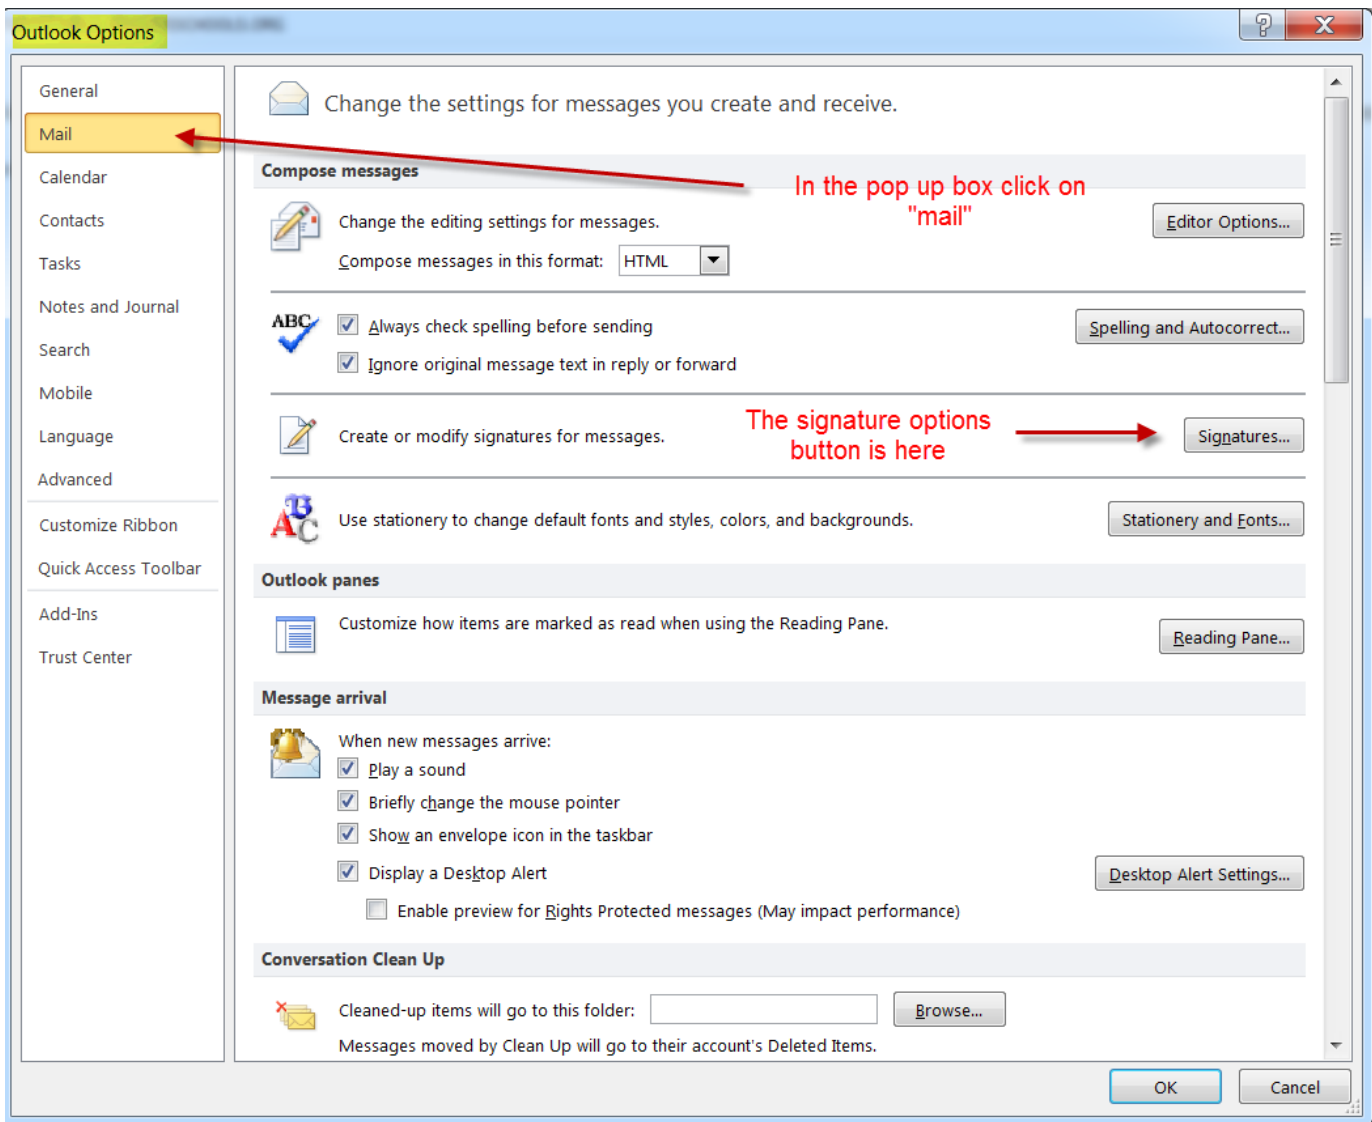 Outlook Options
General
Mail
Calendar
Contacts
Tasks
Notes and Journal
Search
Mobile
Language
Advanced
Customize Ribbon
Quick Access Toolbar
Add-Ins
Trust Center
Change the settings for messages you create and receive.
Compose messages
In the pop up box click on
"mail"
Change the editing settings for messages.
Editor Options...
Compose messages in this format: HTML
ABC
Always check spelling before sending
Spelling and Autocorrect...
Ignore original message text in reply or forward
The signature options
button is here
Create or modify signatures for messages.
Signatures...
Use stationery to change default fonts and styles, colors, and backgrounds.
Stationery and Fonts...
Outlook panes
Customize how items are marked as read when using the Reading Pane.
Reading Pane...
Message arrival
When new messages arrive:
Play a sound
Briefly change the mouse pointer
Show an envelope icon in the taskbar
Display a Desktop Alert
Desktop Alert Settings...
Enable preview for Rights Protected messages (May impact performance)
Conversation Clean Up
Cleaned-up items will go to this folder:
Browse...
Messages moved by Clean Up will go to their account's Deleted Items.
OK
Cancel